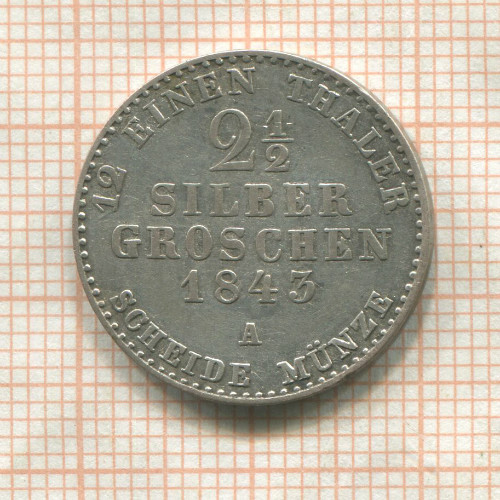 12 EINEN THALER
2 1/2
SILBER
GROSCHEN
1843
A
SCHEIDE MÜNZE